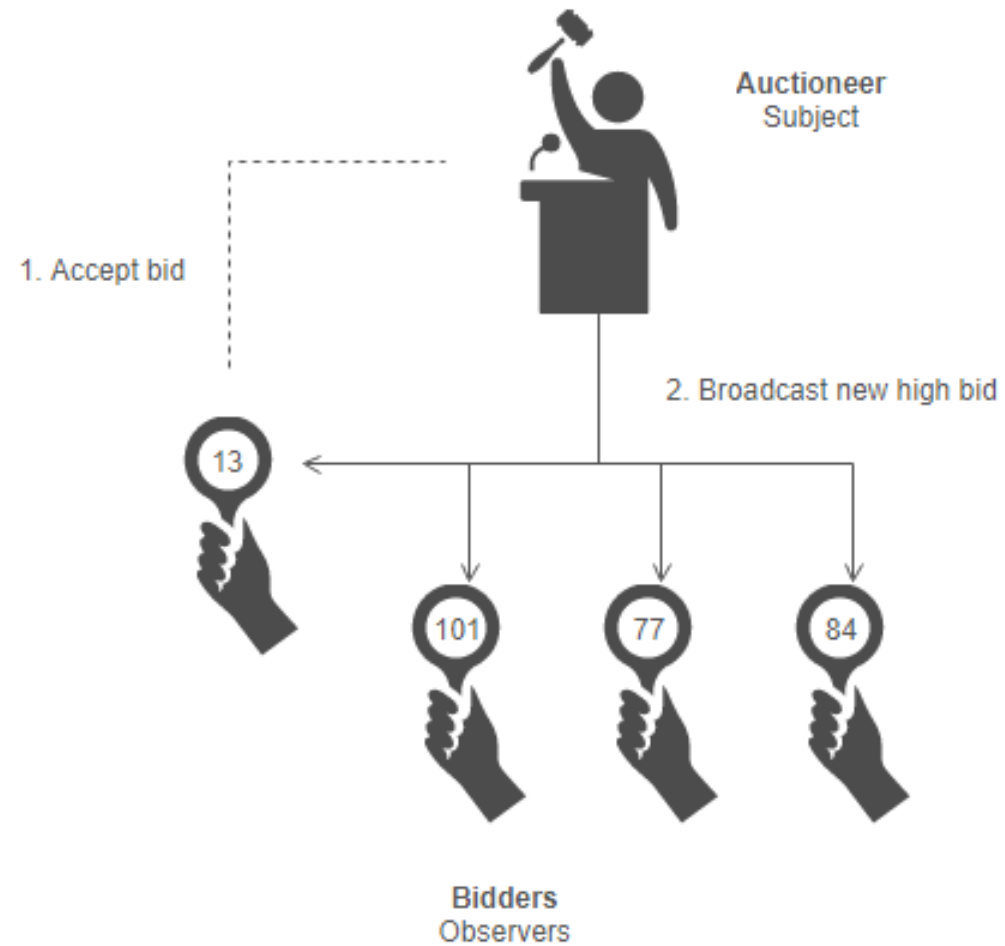 Auctioneer
Subject
1. Accept bid
2. Broadcast new high bid
13
101
77
84
Bidders
Observers